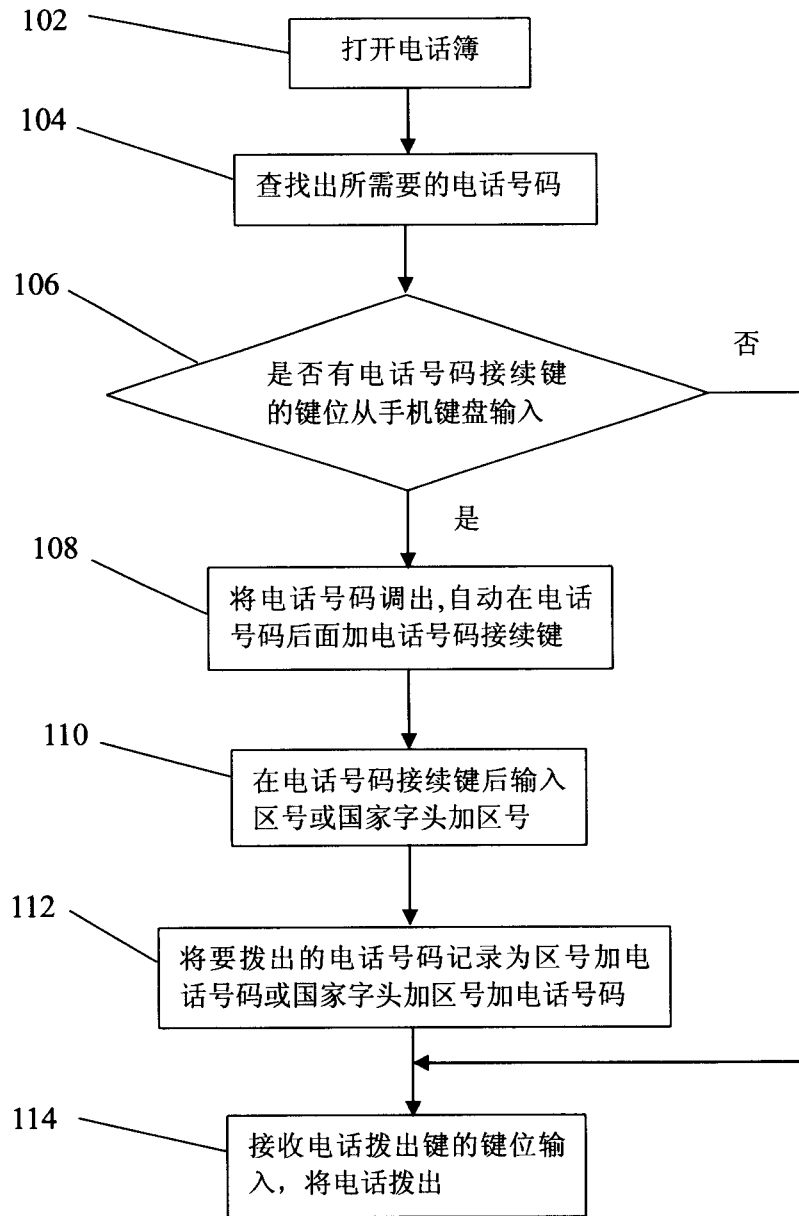 102
打开电话簿
104
查找出所需要的电话号码
106
否
是否有电话号码接续键
的键位从手机键盘输入
是
108
将电话号码调出,自动在电话
号码后面加电话号码接续键
110
在电话号码接续键后输入
区号或国家字头加区号
112
将要拨出的电话号码记录为区号加电
话号码或国家字头加区号加电话号码
114
接收电话拨出键的键位输
入，将电话拨出